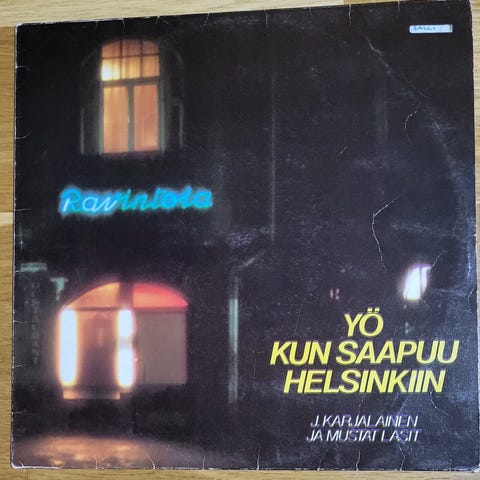 Ravintola
YÖ
KUN SAAPUU
HELSINKIIN
J. KARJALAINEN
JA MUSTAT LASIT